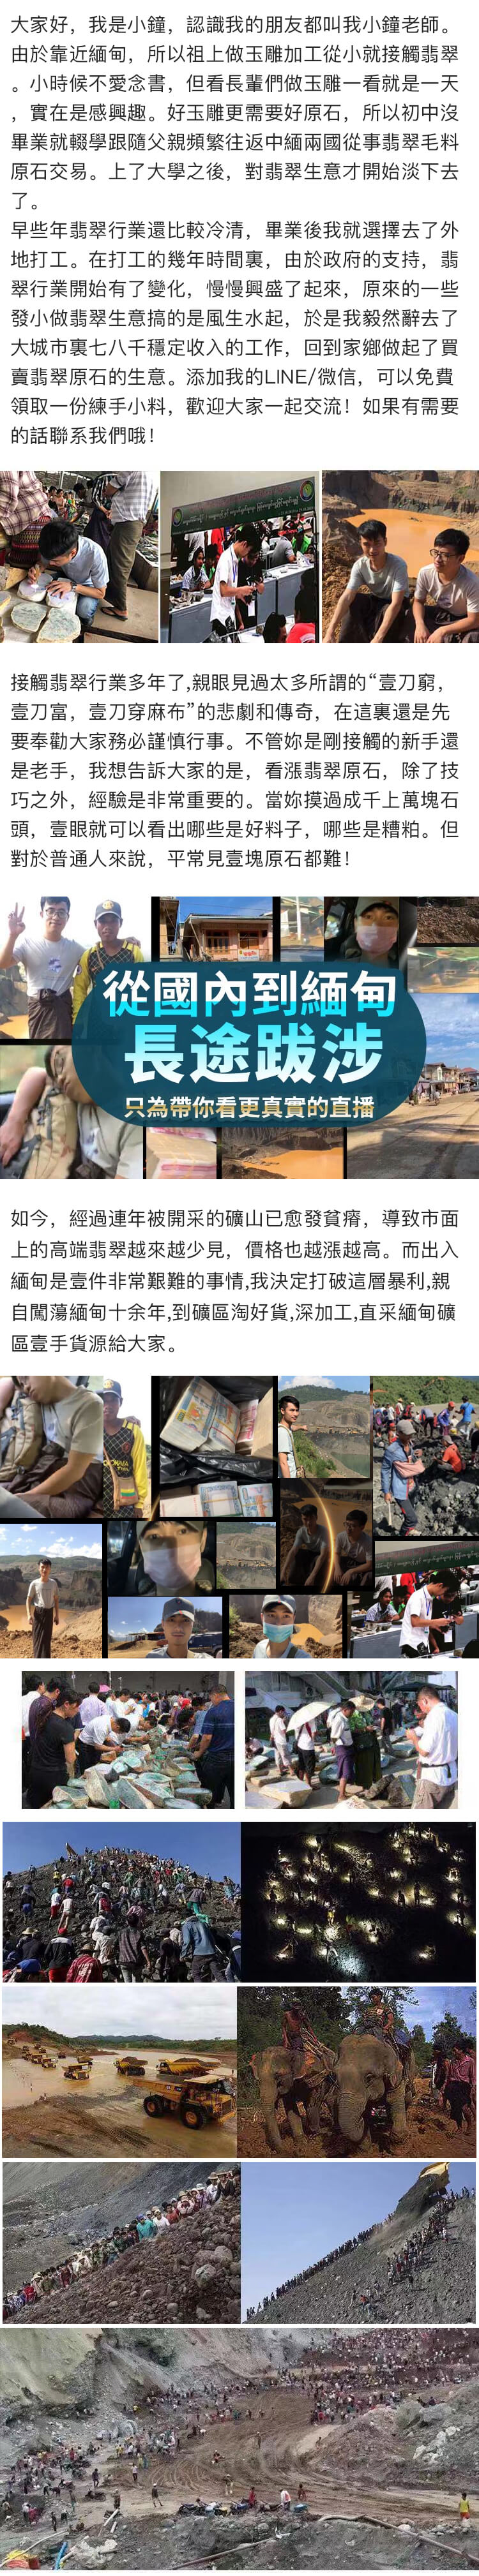 大家好，我是小鐘，認識我的朋友都叫我小鐘老師。
由於靠近緬甸，所以祖上做玉雕加工從小就接觸翡翠
。小時候不愛念書，但看長輩們做玉雕一看就是一天
，實在是感興趣。好玉雕更需要好原石，所以初中沒
畢業就輟學跟隨父親頻繁往返中緬兩國從事翡翠毛料
原石交易。上了大學之後，對翡翠生意才開始淡下去
了。
早些年翡翠行業還比較冷清，畢業後我就選擇去了外
地打工。在打工的幾年時間裏，由於政府的支持，翡
翠行業開始有了變化，慢慢興盛了起來，原來的一些
發小做翡翠生意搞的是風生水起，於是我毅然辭去了
大城市裏七八千穩定收入的工作，回到家鄉做起了買
賣翡翠原石的生意。添加我的LINE/微信，可以免費
領取一份練手小料，歡迎大家一起交流！如果有需要
的話聯系我們哦！
接觸翡翠行業多年了,親眼見過太多所謂的“壹刀窮，
壹刀富，壹刀穿麻布”的悲劇和傳奇，在這裏還是先
要奉勸大家務必謹慎行事。不管妳是剛接觸的新手還
是老手，我想告訴大家的是，看漲翡翠原石，除了技
巧之外，經驗是非常重要的。當妳摸過成千上萬塊石
頭，壹眼就可以看出哪些是好料子，哪些是糟粕。但
對於普通人來說，平常見壹塊原石都難！
從國內到緬甸
長途跋涉
只為帶你看更真實的直播
如今，經過連年被開采的礦山已愈發貧瘠，導致市面
上的高端翡翠越來越少見，價格也越漲越高。而出入
緬甸是壹件非常艱難的事情,我決定打破這層暴利,親
自闖蕩緬甸十余年,到礦區淘好貨,深加工,直采緬甸礦
區壹手貨源給大家。